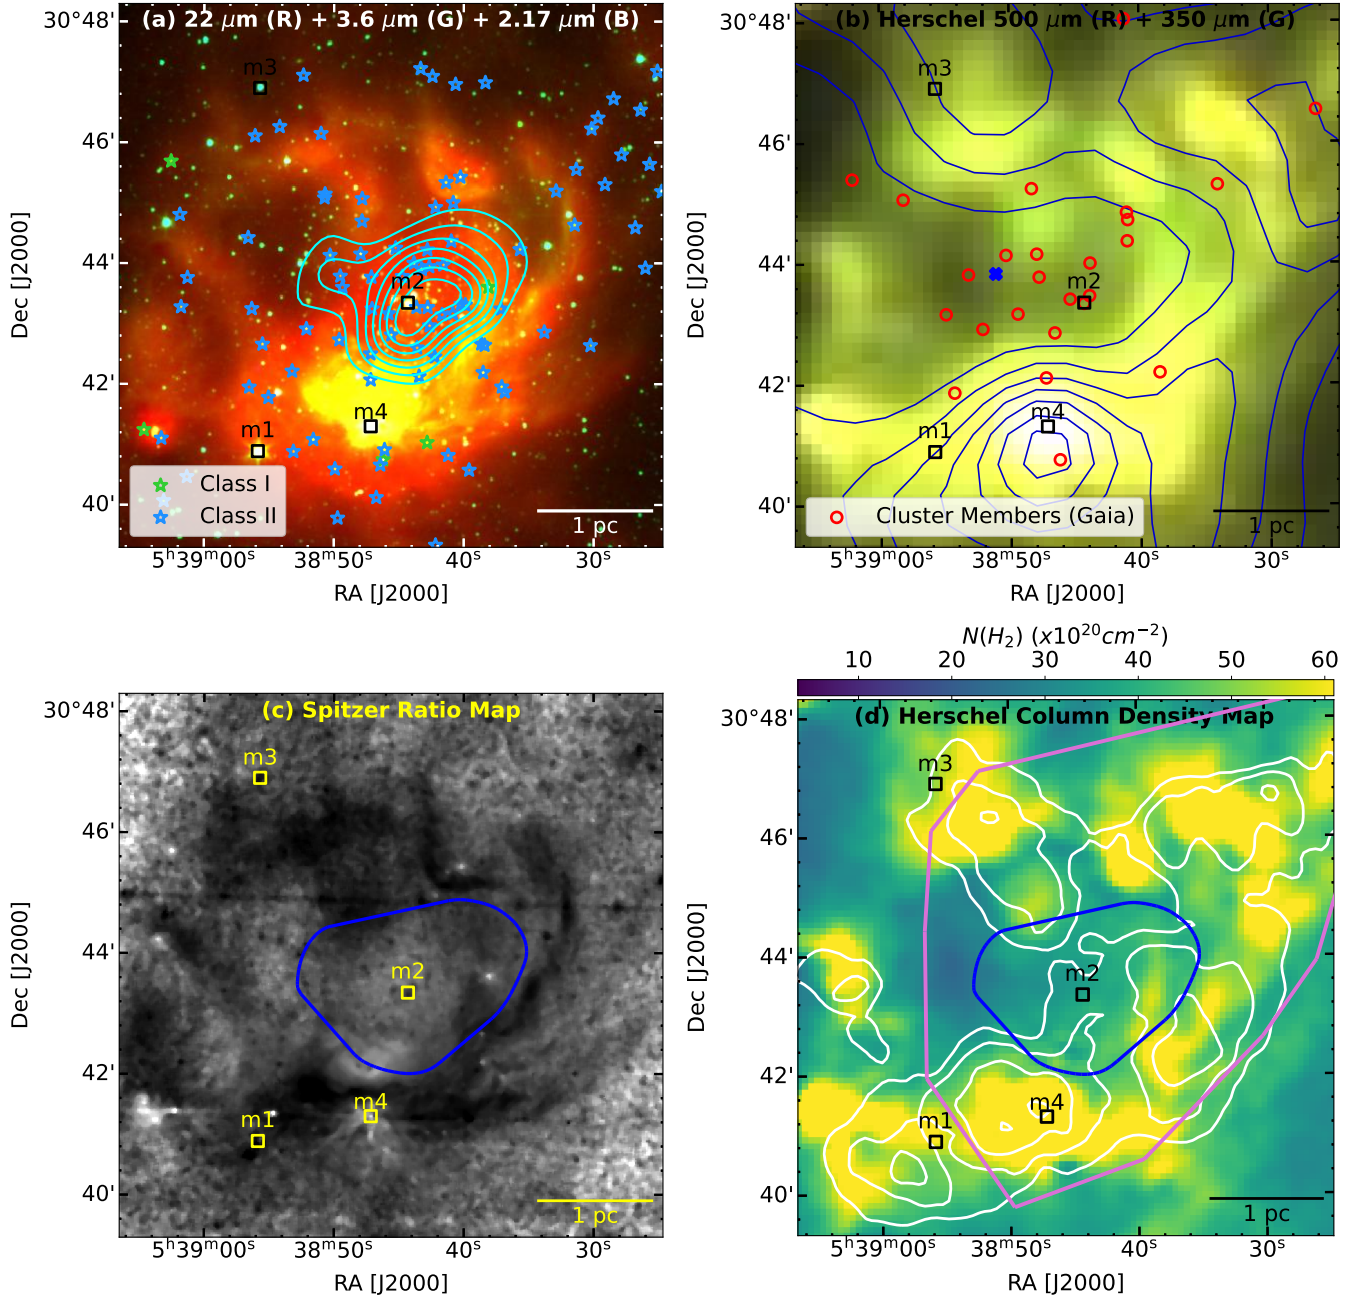 (a) 22 μm (R) + 3.6 μm (G) + 2.17 μm (B)
30°48'
46'
44'
42'
40'
Dec [J2000]
m3
m2
m4
m1
Class I
Class II
1 pc
5h39m00s
38m50s
40s
30s
RA [J2000]
(b) Herschel 500 μm (R) + 350 μm (G)
30°48'
46'
44'
42'
40'
Dec [J2000]
m3
m2
m4
m1
Cluster Members (Gaia)
1 pc
5h39m00s
38m50s
40s
30s
RA [J2000]
(c) Spitzer Ratio Map
30°48'
46'
44'
42'
40'
Dec [J2000]
m3
m2
m4
m1
1 pc
5h39m00s
38m50s
40s
30s
RA [J2000]
N(H2) (x10^20cm^−2)
10 20 30 40 50 60
(d) Herschel Column Density Map
30°48'
46'
44'
42'
40'
Dec [J2000]
m3
m2
m4
m1
1 pc
5h39m00s
38m50s
40s
30s
RA [J2000]